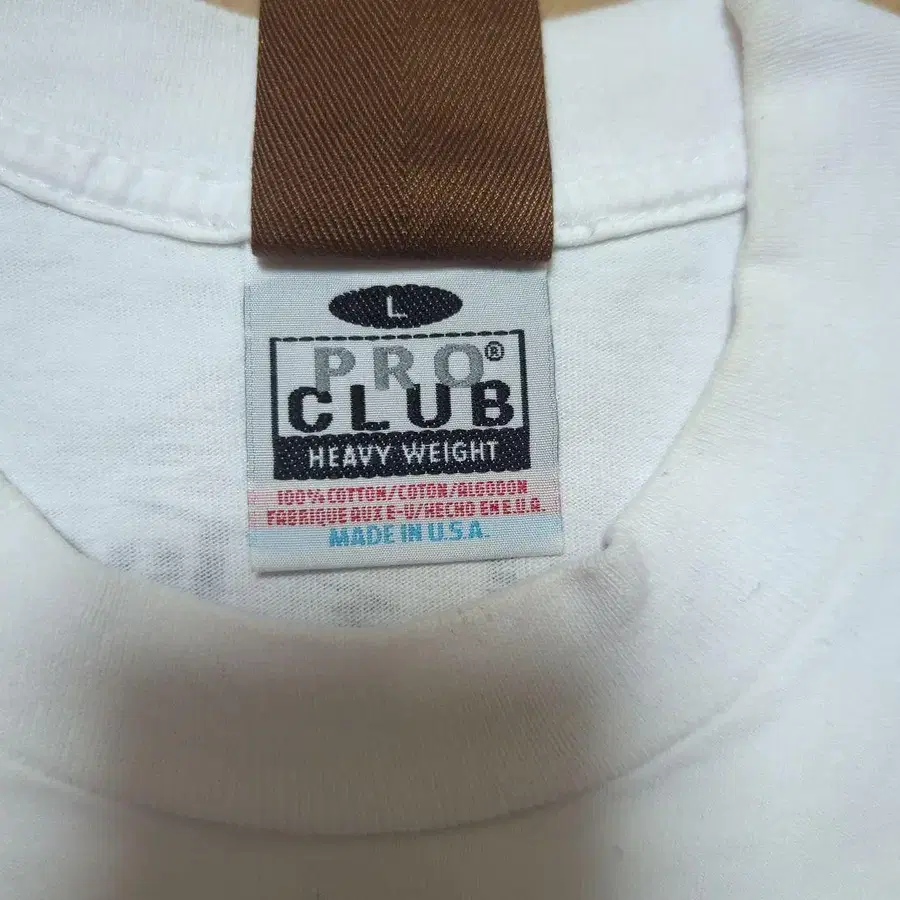 L
PRO®
CLUB
HEAVY WEIGHT
100% COTTON/COTON/ALGODON
FABRIQUE AUX E-U/HECHO EN E.U.A.
MADE IN U.S.A.